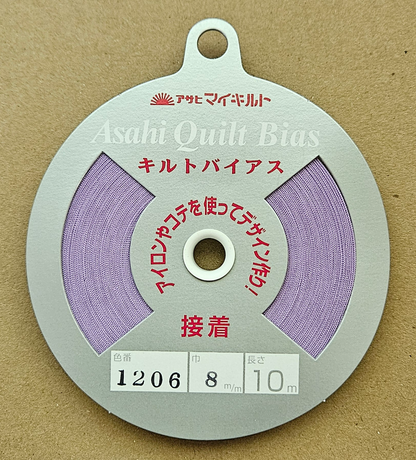 アサヒマイキルト
Asahi Quilt Bias
キルトバイアス
アイロンやコテを使ってデザイン作り!
接着
色番 巾 長さ
1206 8 m/m 10m